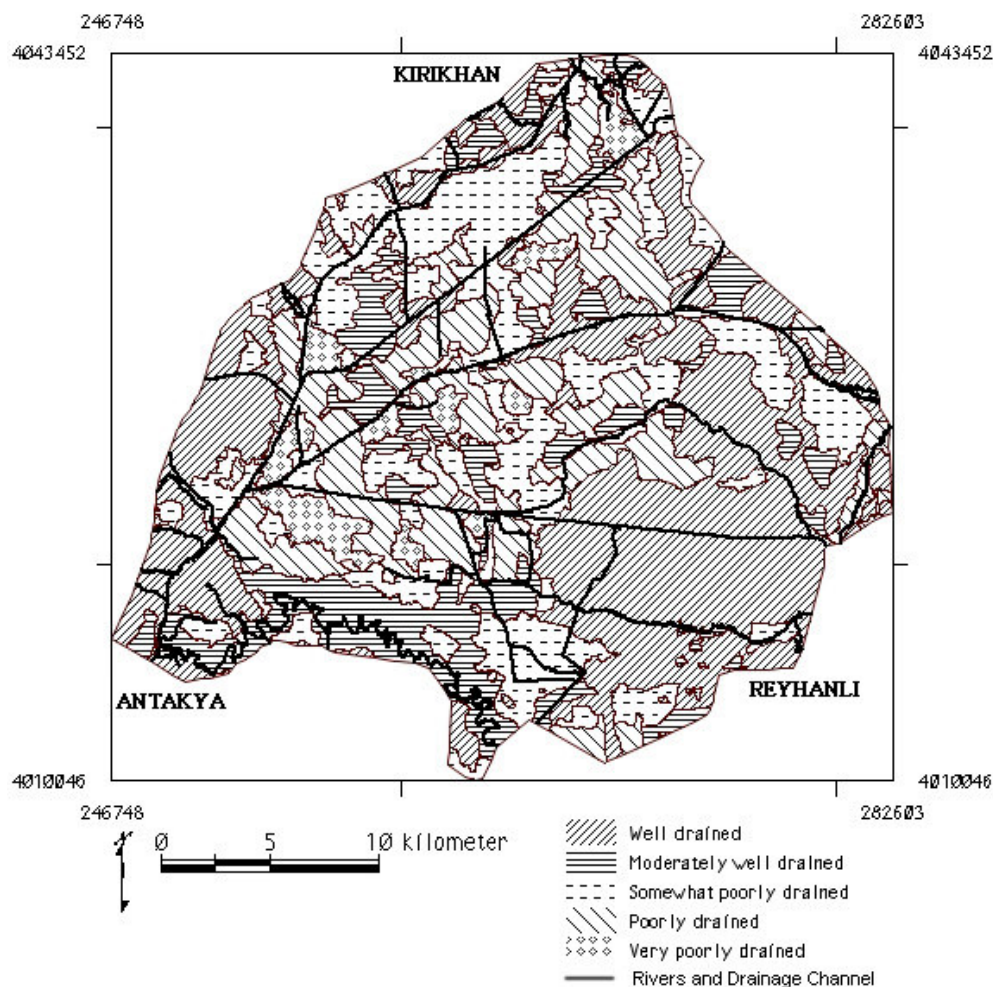 246748 282603
4043452 4043452
KIRIKHAN
ANTAKYA
REYHANLI
4010046 4010046
246748 282603
0 5 10 kilometer
Well drained
Moderately well drained
Somewhat poorly drained
Poorly drained
Very poorly drained
Rivers and Drainage Channel